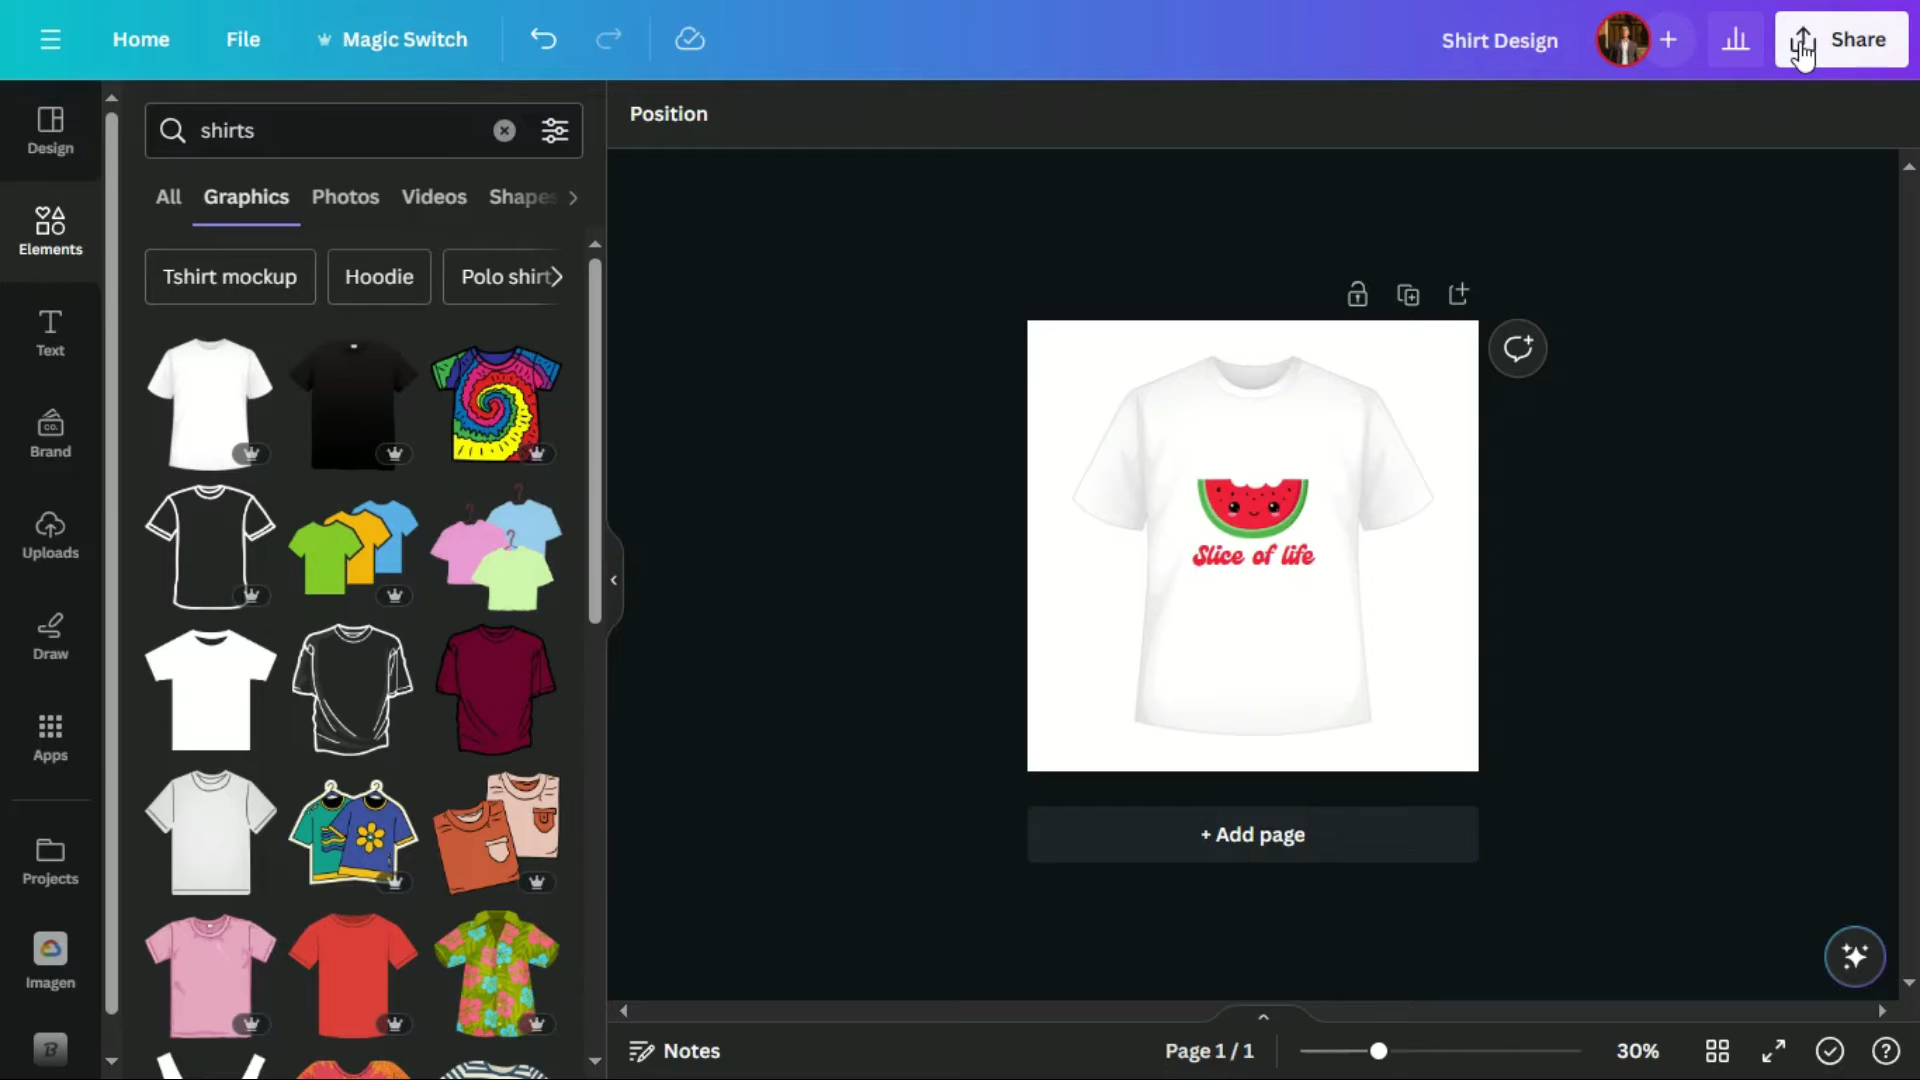 Home
File
Magic Switch
Shirt Design
Share
Design
Elements
Text
co.
Brand
Uploads
Draw
Apps
Projects
Imagen
B
shirts
All
Graphics
Photos
Videos
Shapes
Tshirt mockup
Hoodie
Polo shirt
Position
Slice of life
+ Add page
Notes
Page 1 / 1
30%